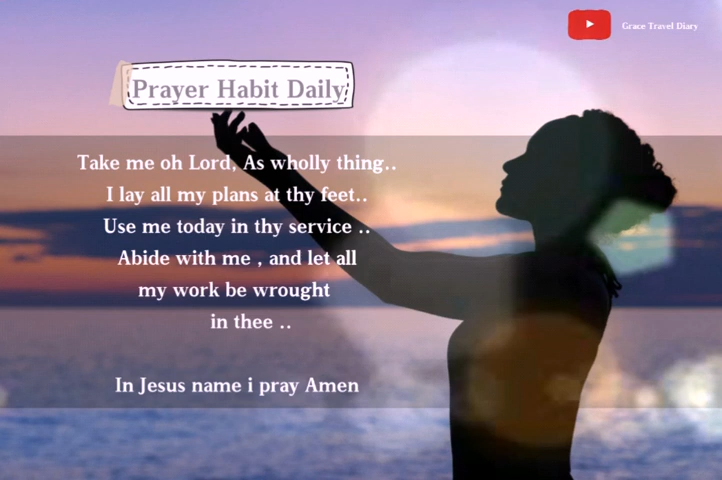 Grace Travel Diary
Prayer Habit Daily
Take me oh Lord, As wholly thing..
I lay all my plans at thy feet..
Use me today in thy service ..
Abide with me , and let all
my work be wrought
in thee ..
In Jesus name i pray Amen